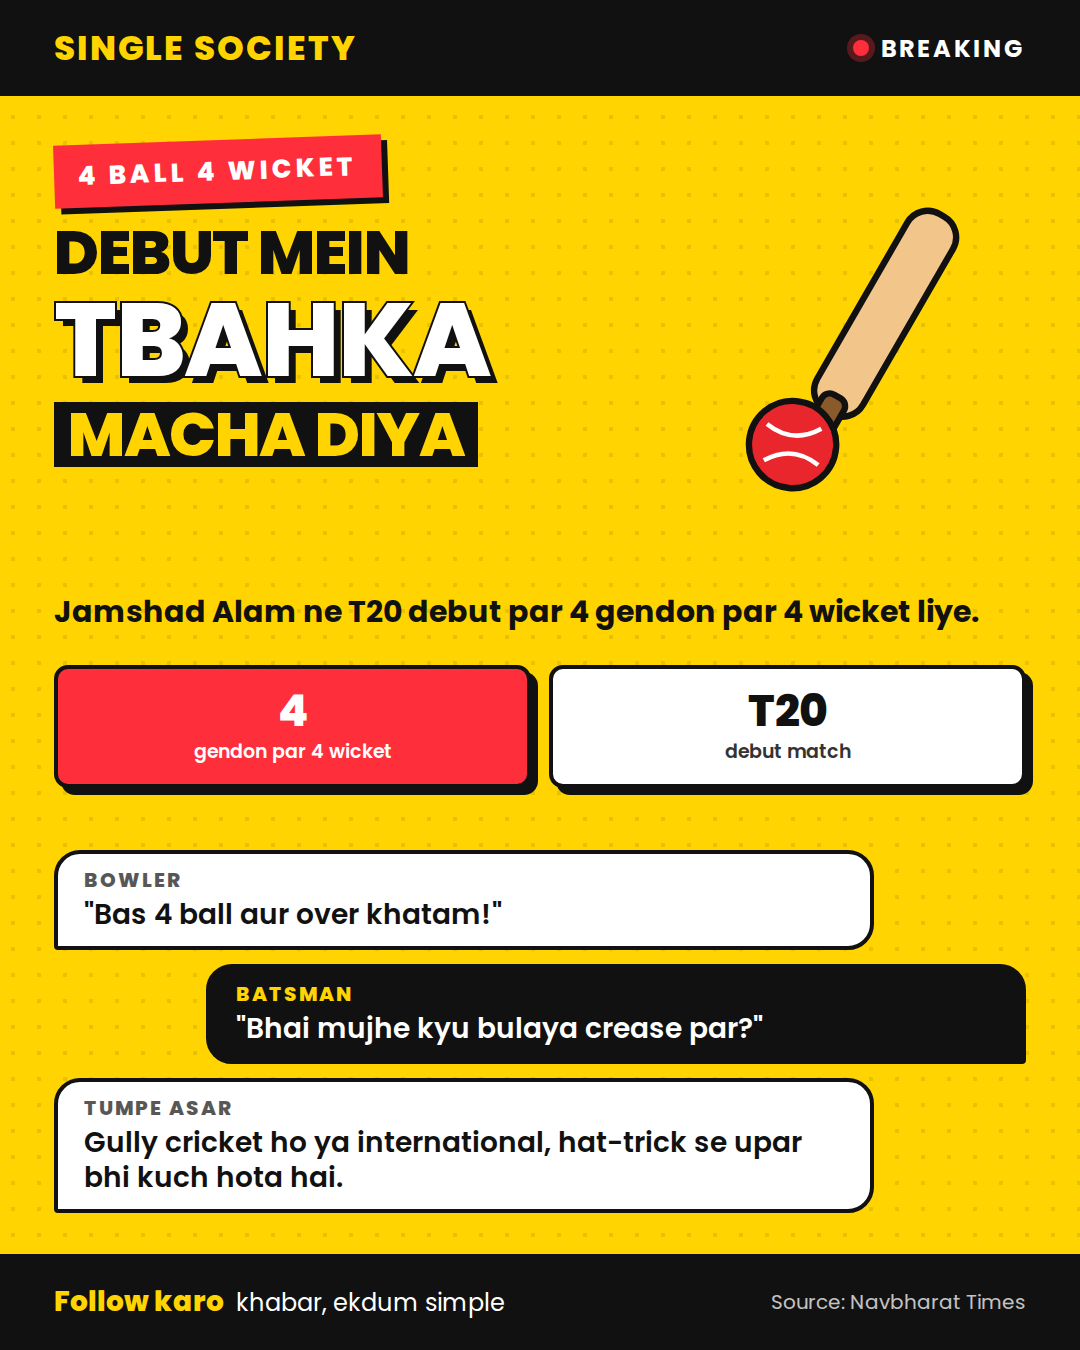 SINGLE SOCIETY
BREAKING
4 BALL 4 WICKET
DEBUT MEIN
TBAHKA
MACHA DIYA
Jamshad Alam ne T20 debut par 4 gendon par 4 wicket liye.
4
gendon par 4 wicket
T20
debut match
BOWLER
"Bas 4 ball aur over khatam!"
BATSMAN
"Bhai mujhe kyu bulaya crease par?"
TUMPE ASAR
Gully cricket ho ya international, hat-trick se upar
bhi kuch hota hai.
Follow karo khabar, ekdum simple
Source: Navbharat Times